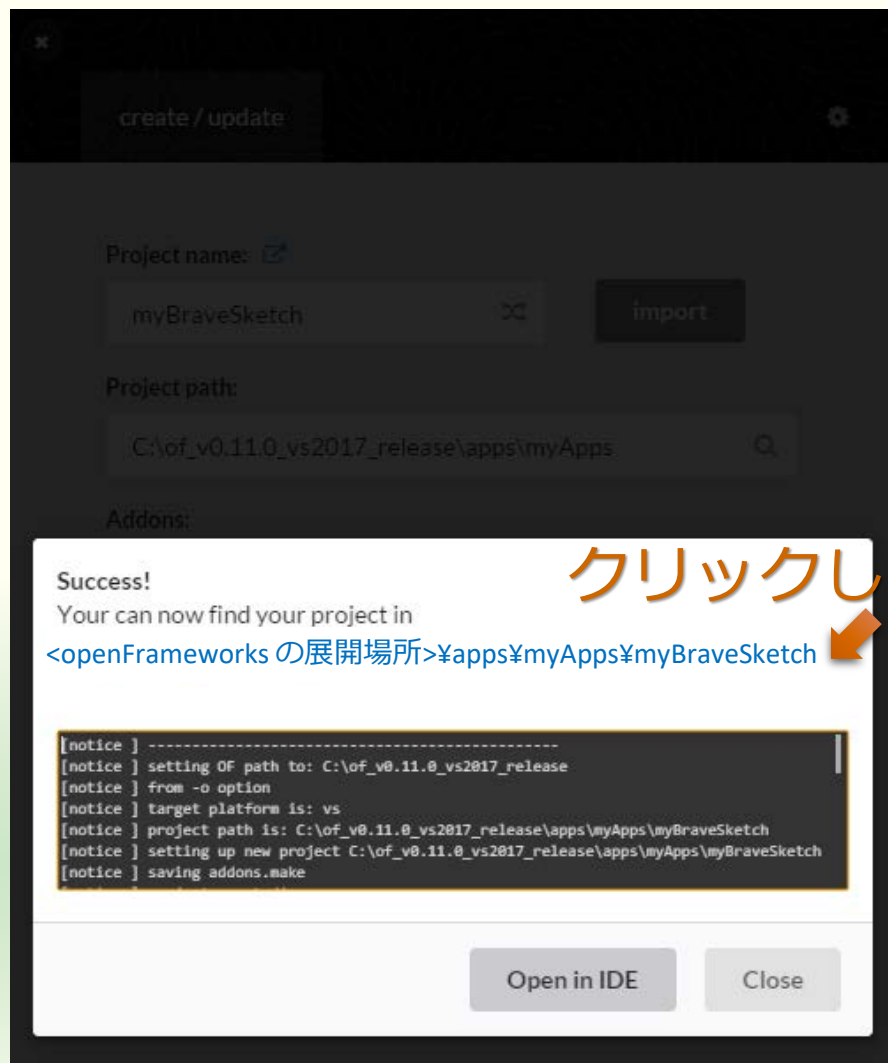 create / update
Project name:
myBraveSketch
import
Project path:
C:\of_v0.11.0_vs2017_release\apps\myApps
Addons:
クリックし
Success!
Your can now find your project in
<openFrameworks の展開場所>¥apps¥myApps¥myBraveSketch
[notice ] -----------------------------------------------
[notice ] setting OF path to: C:\of_v0.11.0_vs2017_release
[notice ] from -o option
[notice ] target platform is: vs
[notice ] project path is: C:\of_v0.11.0_vs2017_release\apps\myApps\myBraveSketch
[notice ] setting up new project C:\of_v0.11.0_vs2017_release\apps\myApps\myBraveSketch
[notice ] saving addons.make
Open in IDE
Close